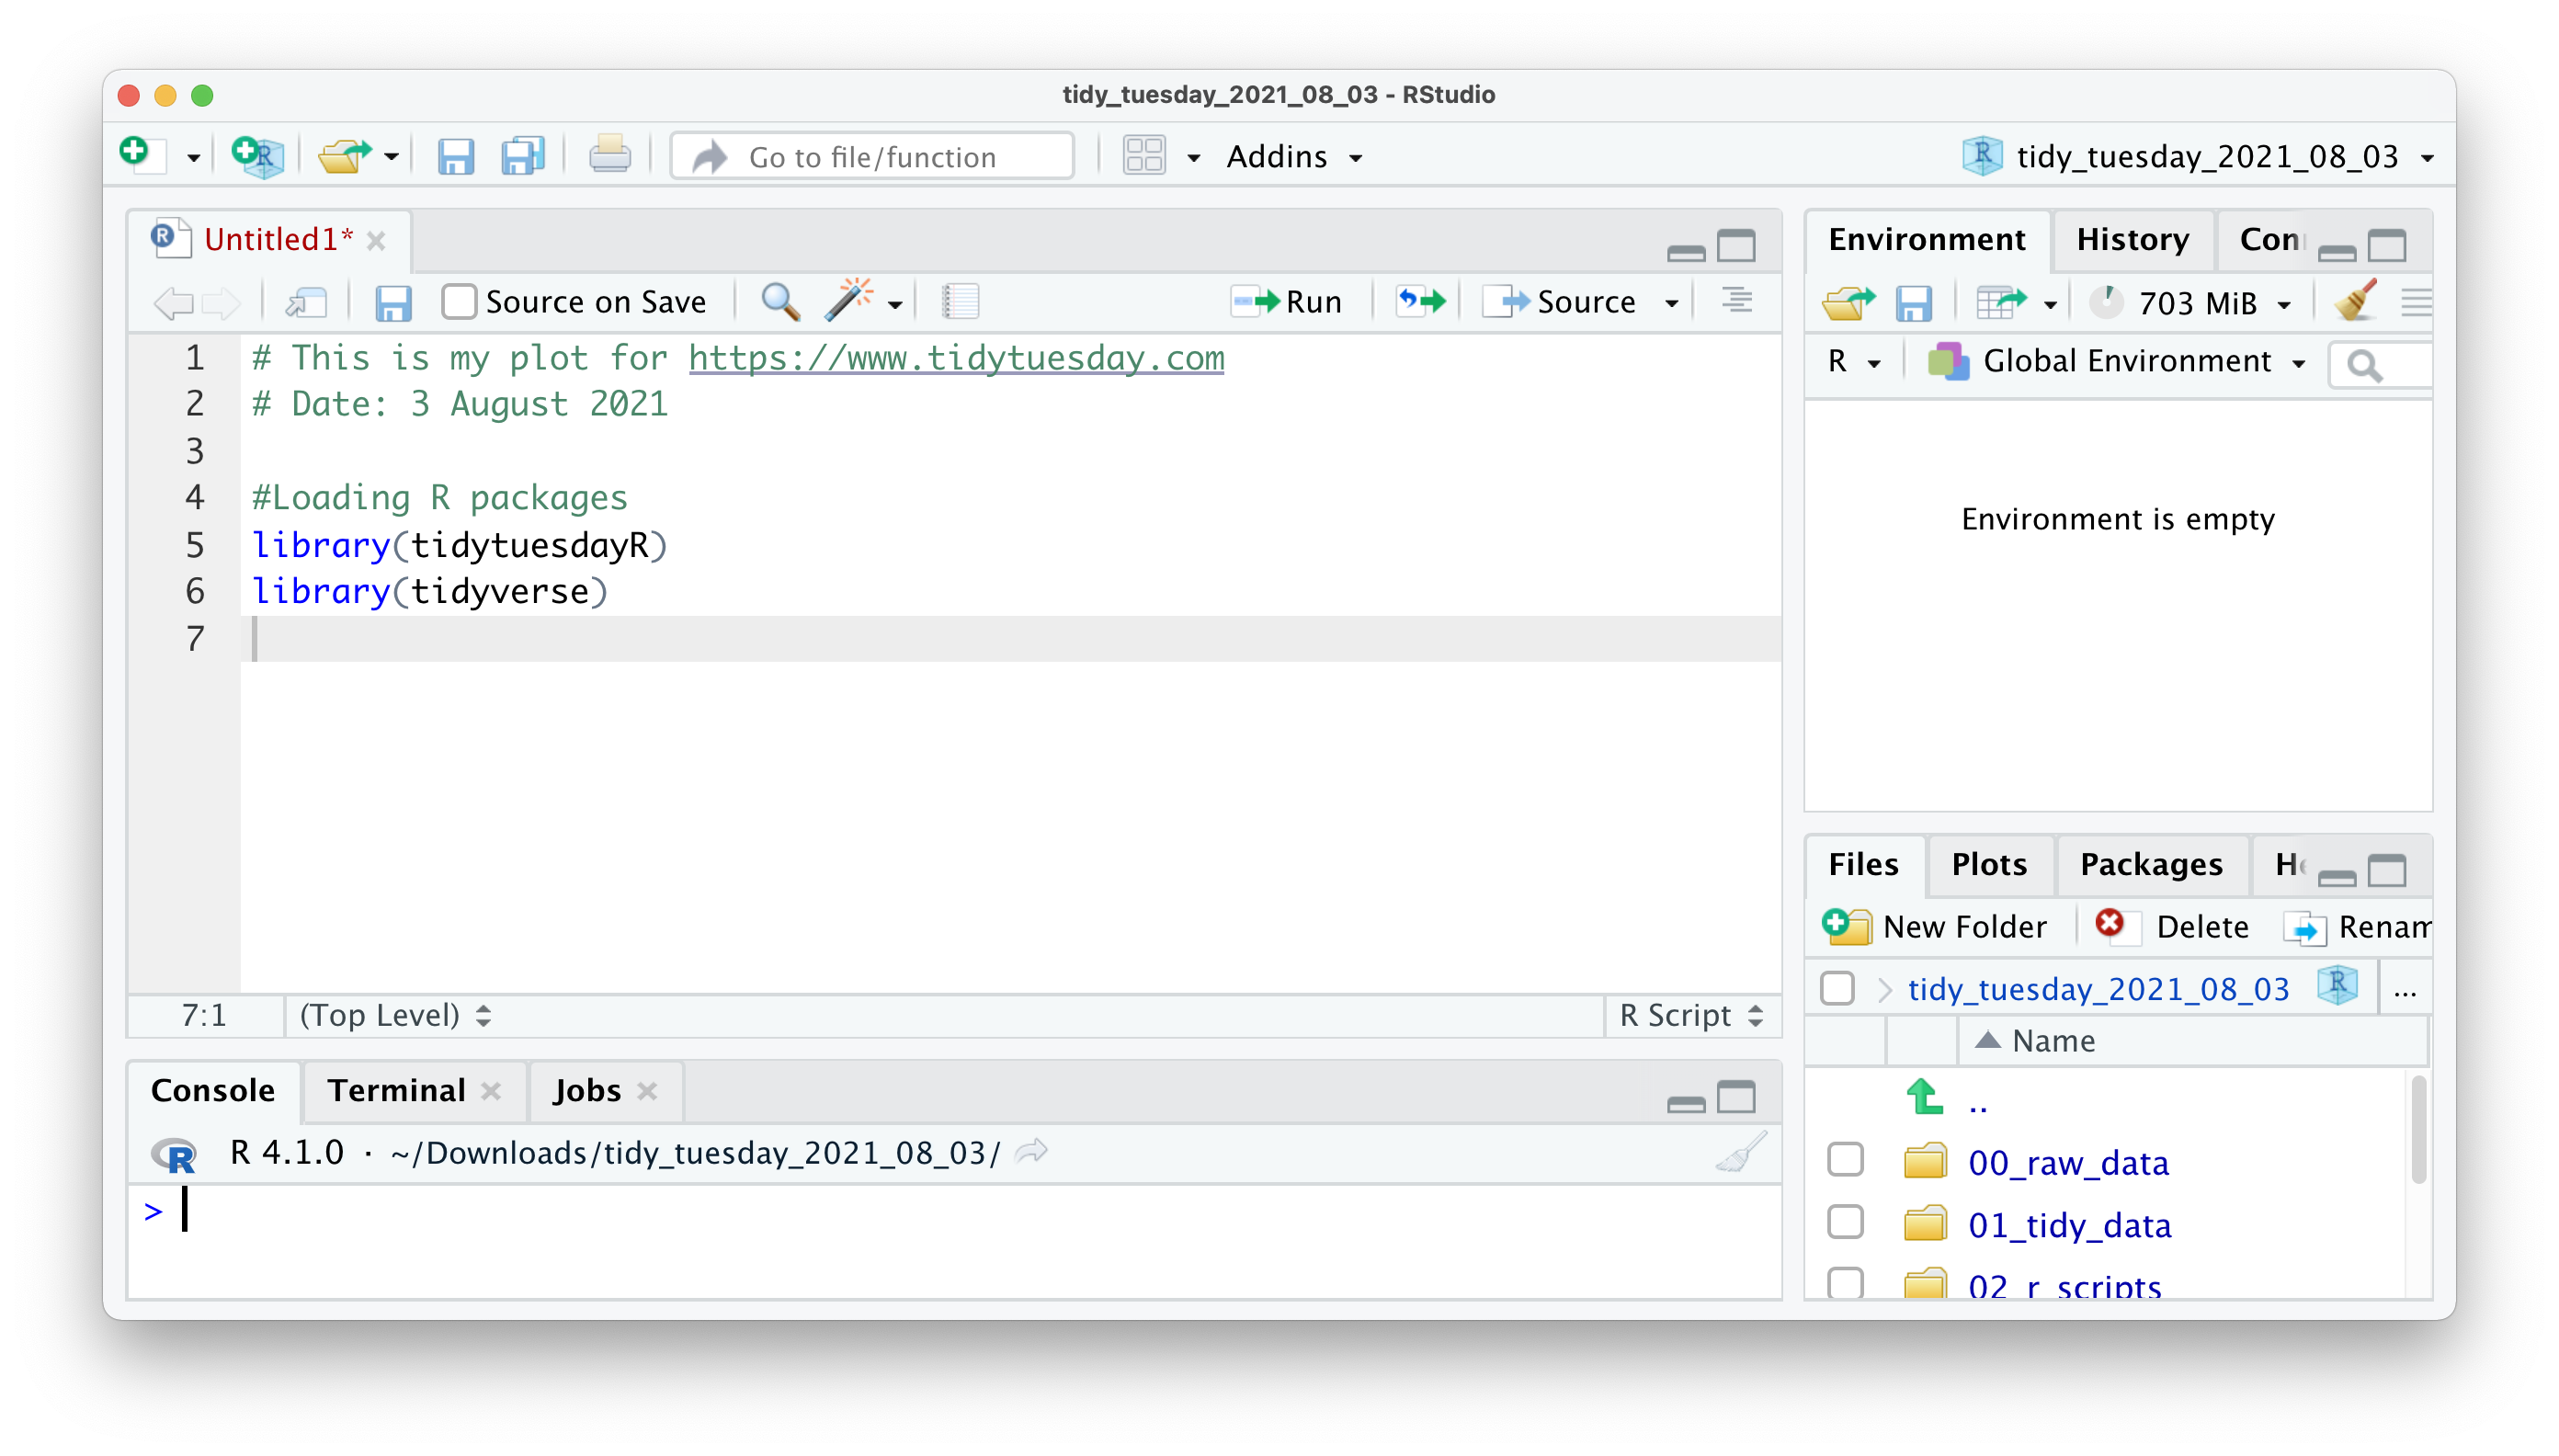 tidy_tuesday_2021_08_03 - RStudio
Go to file/function
Addins
tidy_tuesday_2021_08_03
Untitled1*
Source on Save
Run
Source
1 # This is my plot for https://www.tidytuesday.com
2 # Date: 3 August 2021
3
4 #Loading R packages
5 library(tidytuesdayR)
6 library(tidyverse)
7
7:1 (Top Level) R Script
Console Terminal Jobs
R 4.1.0 · ~/Downloads/tidy_tuesday_2021_08_03/
>
Environment History Con
703 MiB
R Global Environment
Environment is empty
Files Plots Packages He
New Folder Delete Renam
tidy_tuesday_2021_08_03 ...
Name
..
00_raw_data
01_tidy_data
02_r_scripts